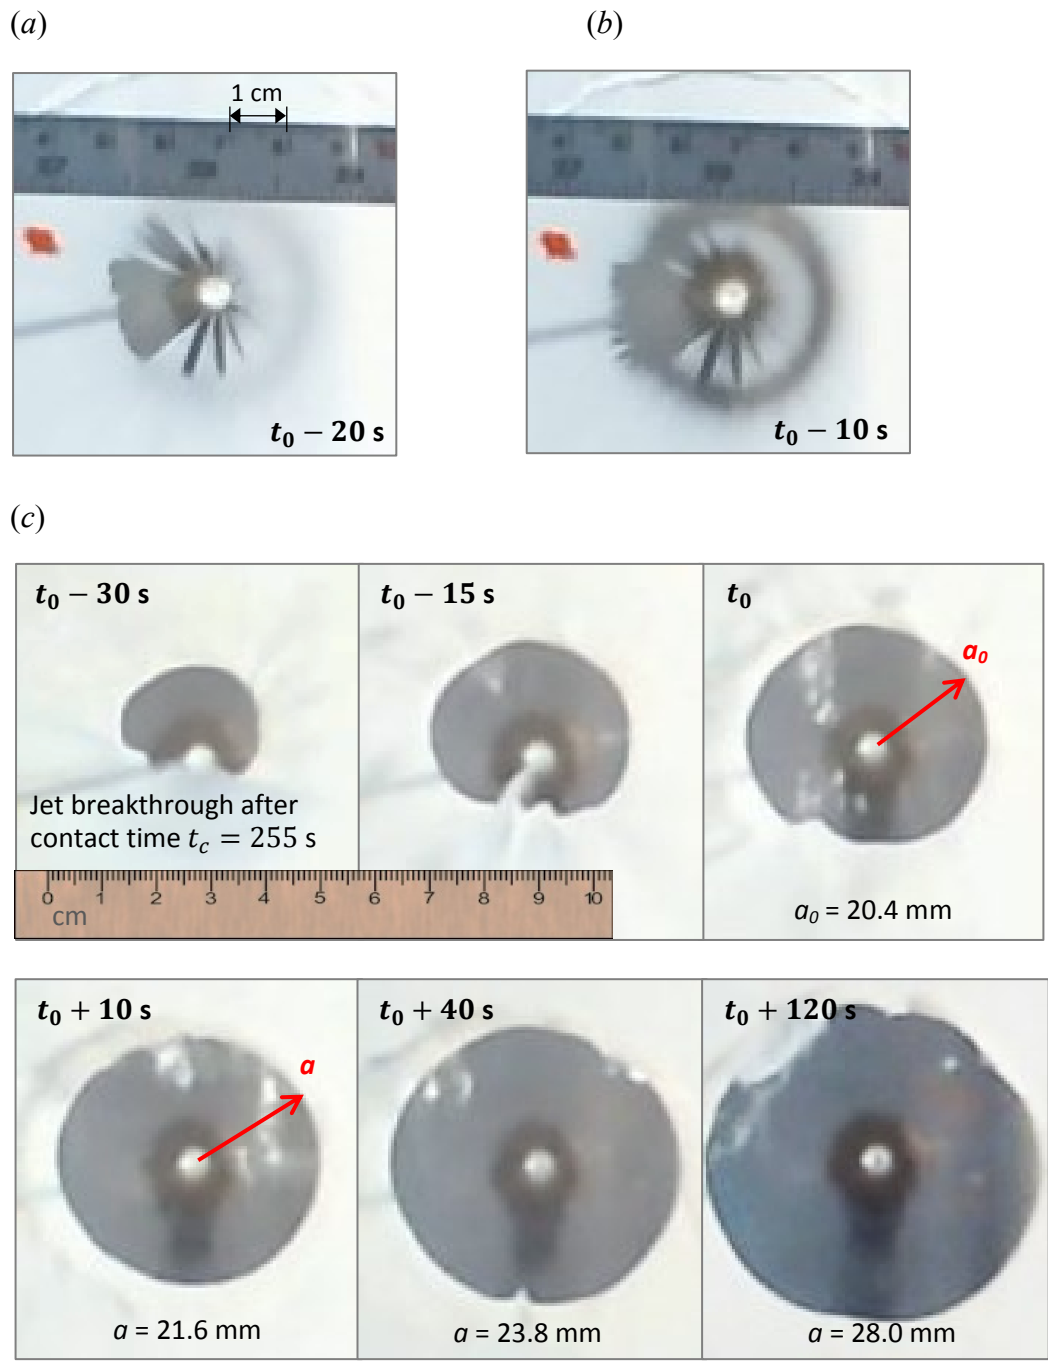 (a)
(b)
1 cm
t₀ − 20 s
t₀ − 10 s
(c)
t₀ − 30 s
t₀ − 15 s
t₀
a₀
Jet breakthrough after
contact time t_c = 255 s
0 1 2 3 4 5 6 7 8 9 10
cm
a₀ = 20.4 mm
t₀ + 10 s
t₀ + 40 s
t₀ + 120 s
a
a = 21.6 mm
a = 23.8 mm
a = 28.0 mm